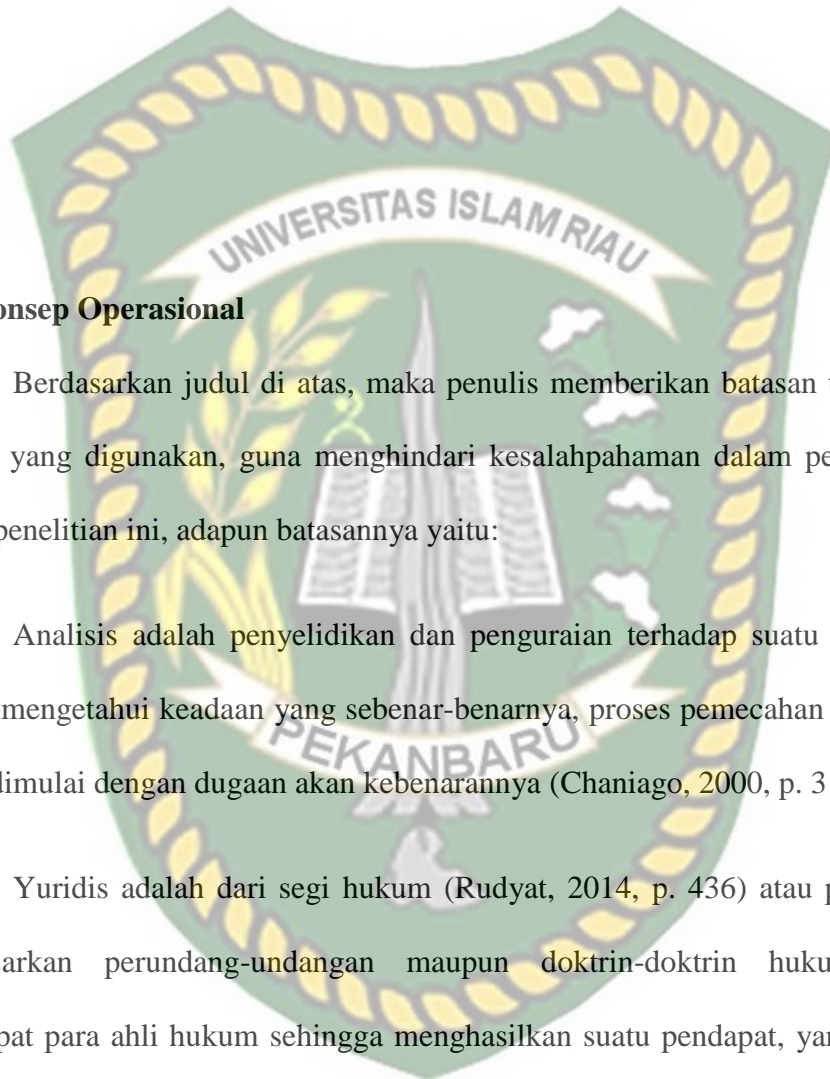 UNIVERSITAS ISLAM RIAU
onsep Operasional
Berdasarkan judul di atas, maka penulis memberikan batasan
yang digunakan, guna menghindari kesalahpahaman dalam pe
penelitian ini, adapun batasannya yaitu:
Analisis adalah penyelidikan dan penguraian terhadap suatu
mengetahui keadaan yang sebenar-benarnya, proses pemecahan
PEKANBARU
dimulai dengan dugaan akan kebenarannya (Chaniago, 2000, p. 3
Yuridis adalah dari segi hukum (Rudyat, 2014, p. 436) atau p
arkan perundang-undangan maupun doktrin-doktrin huku
pat para ahli hukum sehingga menghasilkan suatu pendapat, yan